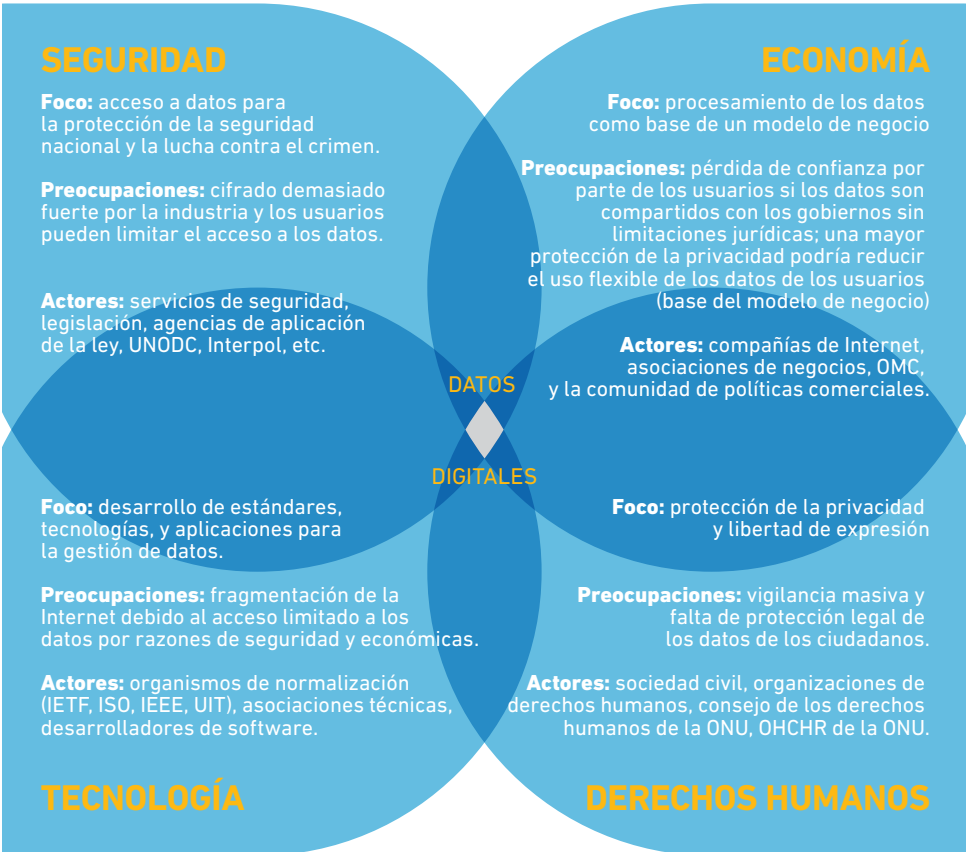 SEGURIDAD
Foco: acceso a datos para
la protección de la seguridad
nacional y la lucha contra el crimen.
Preocupaciones: cifrado demasiado
fuerte por la industria y los usuarios
pueden limitar el acceso a los datos.
Actores: servicios de seguridad,
legislación, agencias de aplicación
de la ley, UNODC, Interpol, etc.
ECONOMÍA
Foco: procesamiento de los datos
como base de un modelo de negocio
Preocupaciones: pérdida de confianza por
parte de los usuarios si los datos son
compartidos con los gobiernos sin
limitaciones jurídicas; una mayor
protección de la privacidad podría reducir
el uso flexible de los datos de los usuarios
(base del modelo de negocio)
Actores: compañías de Internet,
asociaciones de negocios, OMC,
y la comunidad de políticas comerciales.
DATOS
DIGITALES
Foco: desarrollo de estándares,
tecnologías, y aplicaciones para
la gestión de datos.
Preocupaciones: fragmentación de la
Internet debido al acceso limitado a los
datos por razones de seguridad y económicas.
Actores: organismos de normalización
(IETF, ISO, IEEE, UIT), asociaciones técnicas,
desarrolladores de software.
TECNOLOGÍA
Foco: protección de la privacidad
y libertad de expresión
Preocupaciones: vigilancia masiva y
falta de protección legal de
los datos de los ciudadanos.
Actores: sociedad civil, organizaciones de
derechos humanos, consejo de los derechos
humanos de la ONU, OHCHR de la ONU.
DERECHOS HUMANOS